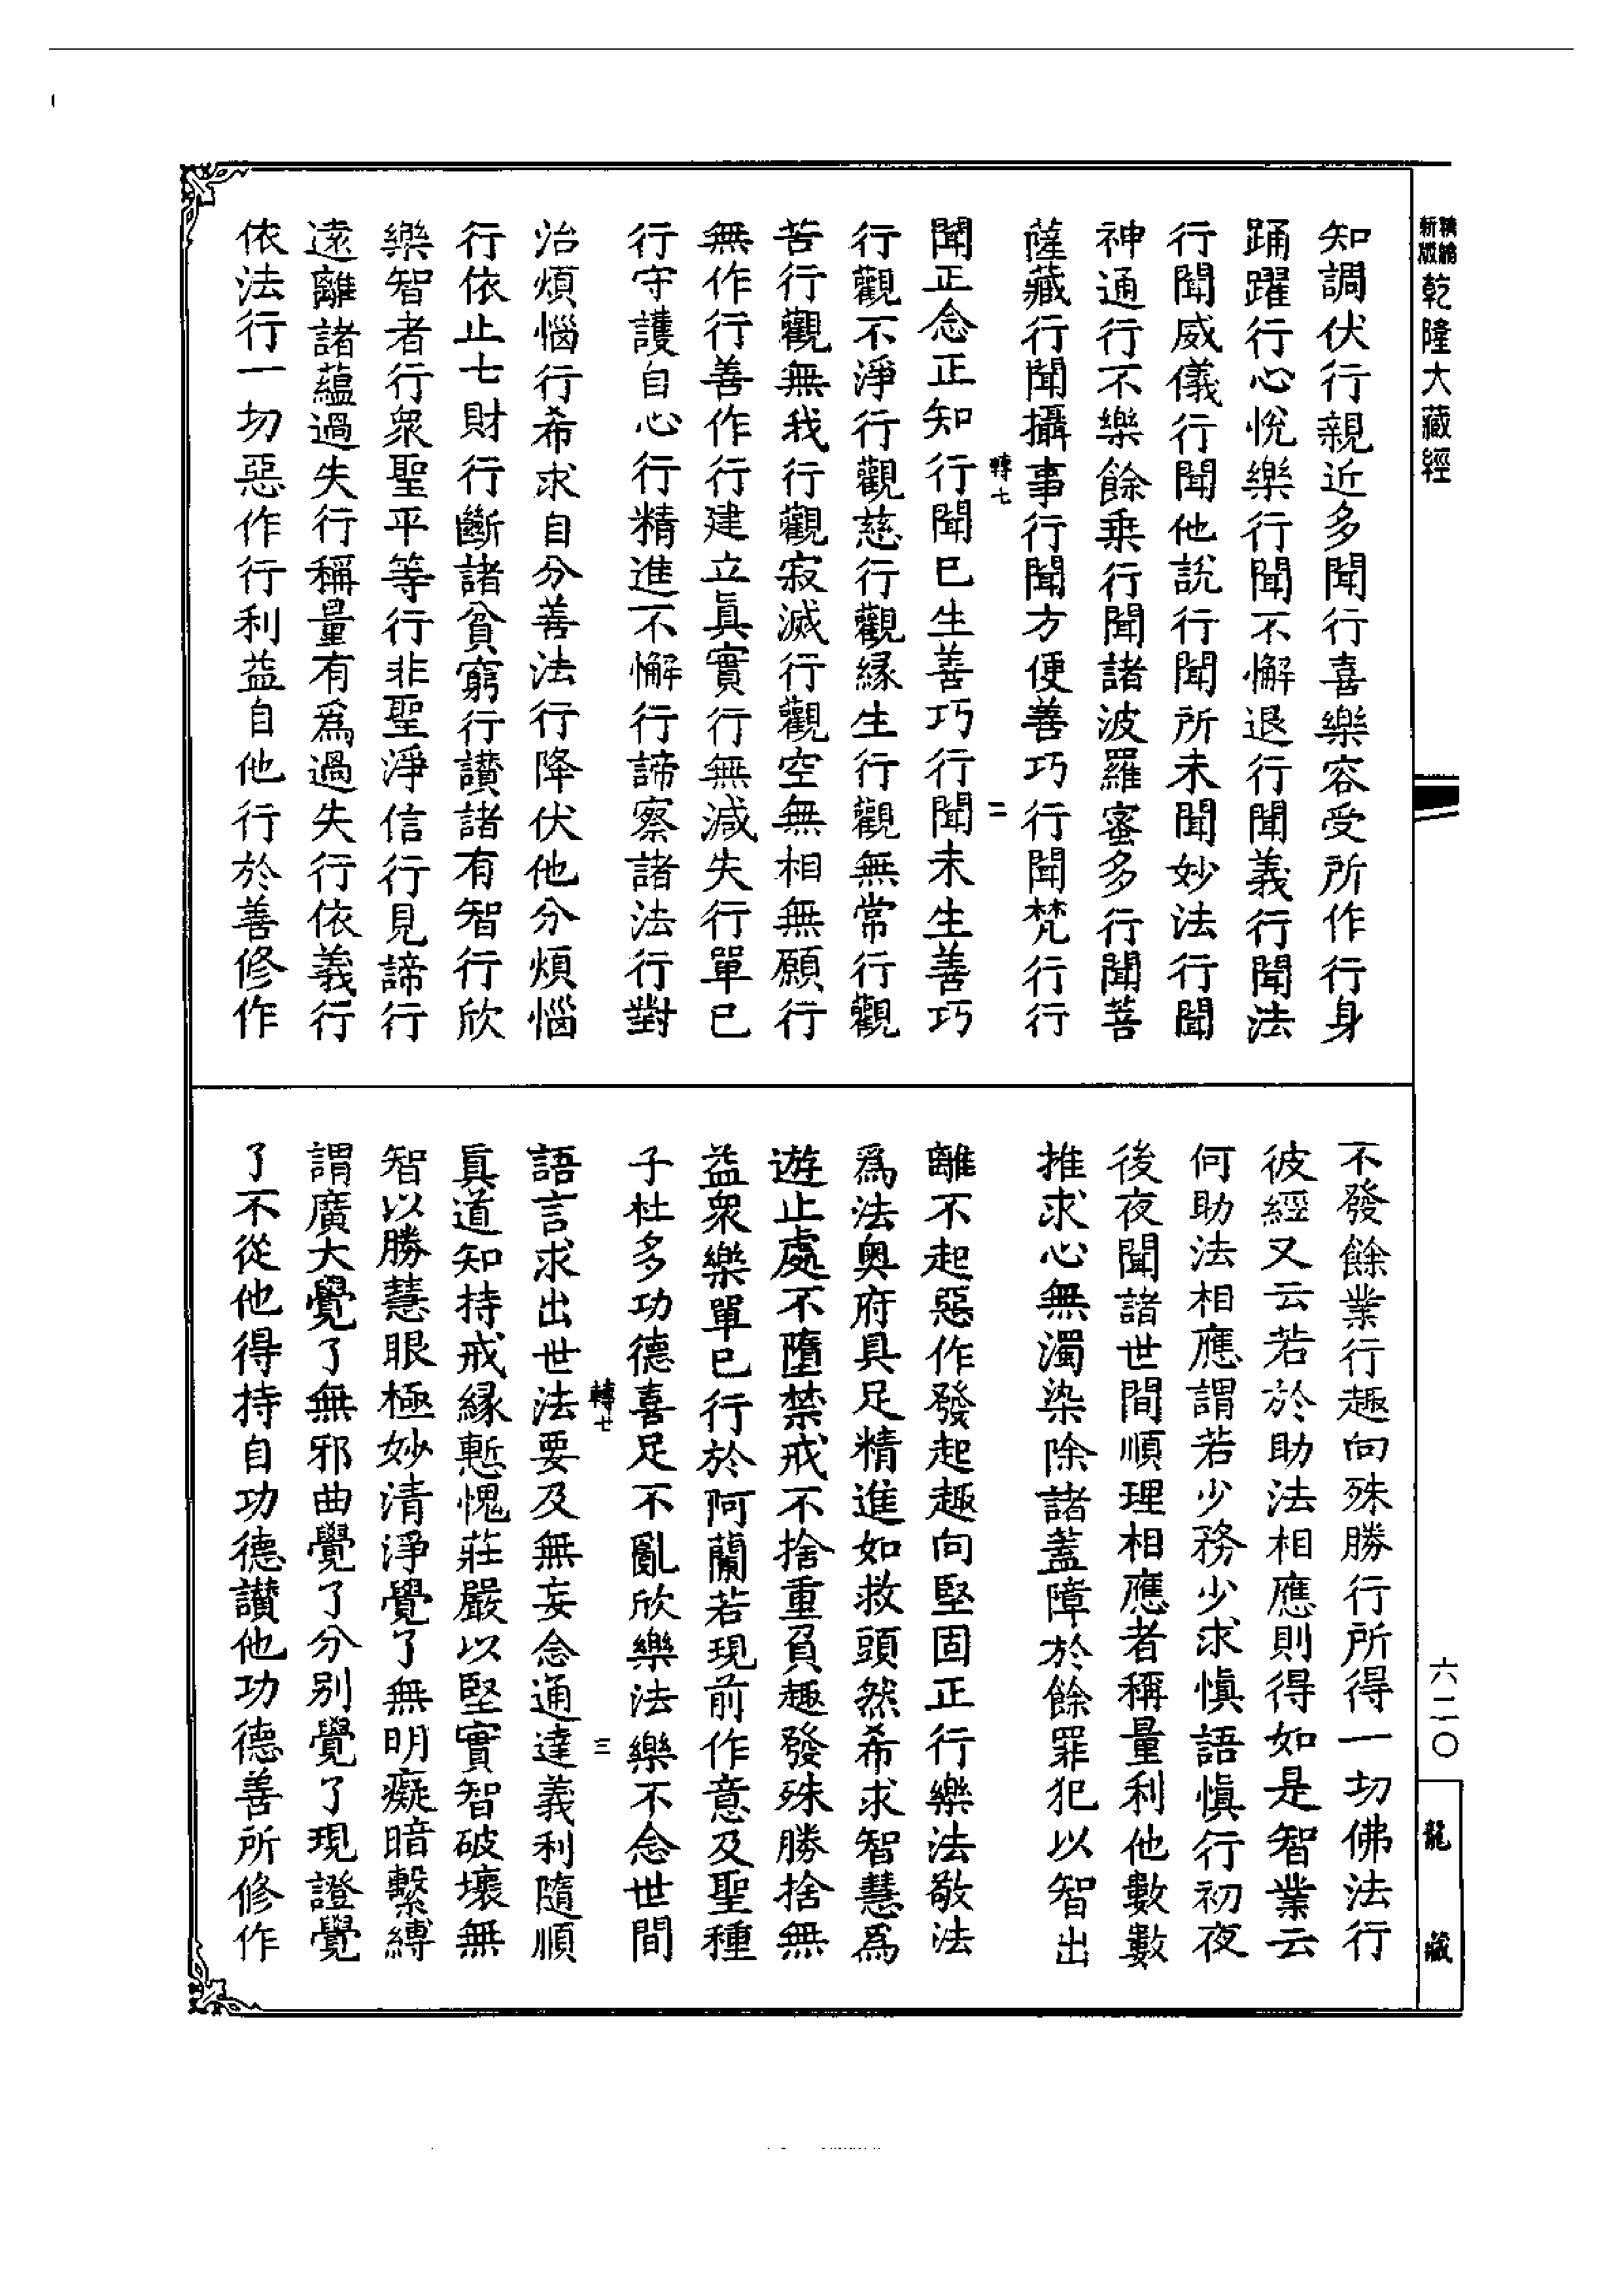 精編
新版
乾隆大藏經
知調伏行親近多聞行喜樂容受所作行身
踊躍行心悅樂行聞不懈退行聞義行聞法
行聞威儀行聞他說行聞所未聞妙法行聞
神通行不樂餘乘行聞諸波羅蜜多行聞菩
薩藏行聞攝事行聞方便善巧行聞梵行行
轉七
二
聞正念正知行聞已生善巧行聞未生善巧
行觀不淨行觀慈行觀緣生行觀無常行觀
苦行觀無我行觀寂滅行觀空無相無願行
無作行善作行建立眞實行無減失行單已
行守護自心行精進不懈行諦察諸法行對
治煩惱行希求自分善法行降伏他分煩惱
行依止七財行斷諸貧窮行讚諸有智行欣
樂智者行衆聖平等行非聖淨信行見諦行
遠離諸蘊過失行稱量有爲過失行依義行
依法行一切惡作行利益自他行於善修作
不發餘業行趣向殊勝行所得一切佛法行
彼經又云若於助法相應則得如是智業云
何助法相應謂若少務少求慎語慎行初夜
後夜聞諸世間順理相應者稱量利他數數
推求心無濁染除諸蓋障於餘罪犯以智出
離不起惡作發起趣向堅固正行樂法敬法
爲法奧府具足精進如救頭然希求智慧爲
遊止處不墮禁戒不捨重負趣發殊勝捨無
益衆樂單已行於阿蘭若現前作意及聖種
子杜多功德喜足不亂欣樂法樂不念世間
轉七
三
語言求出世法要及無妄念通達義利隨順
眞道知持戒緣慙愧莊嚴以堅實智破壞無
智以勝慧眼極妙清淨覺了無明癡暗繫縛
謂廣大覺了無邪曲覺了分別覺了現證覺
了不從他得持自功德讚他功德善所修作
六二〇
龍藏